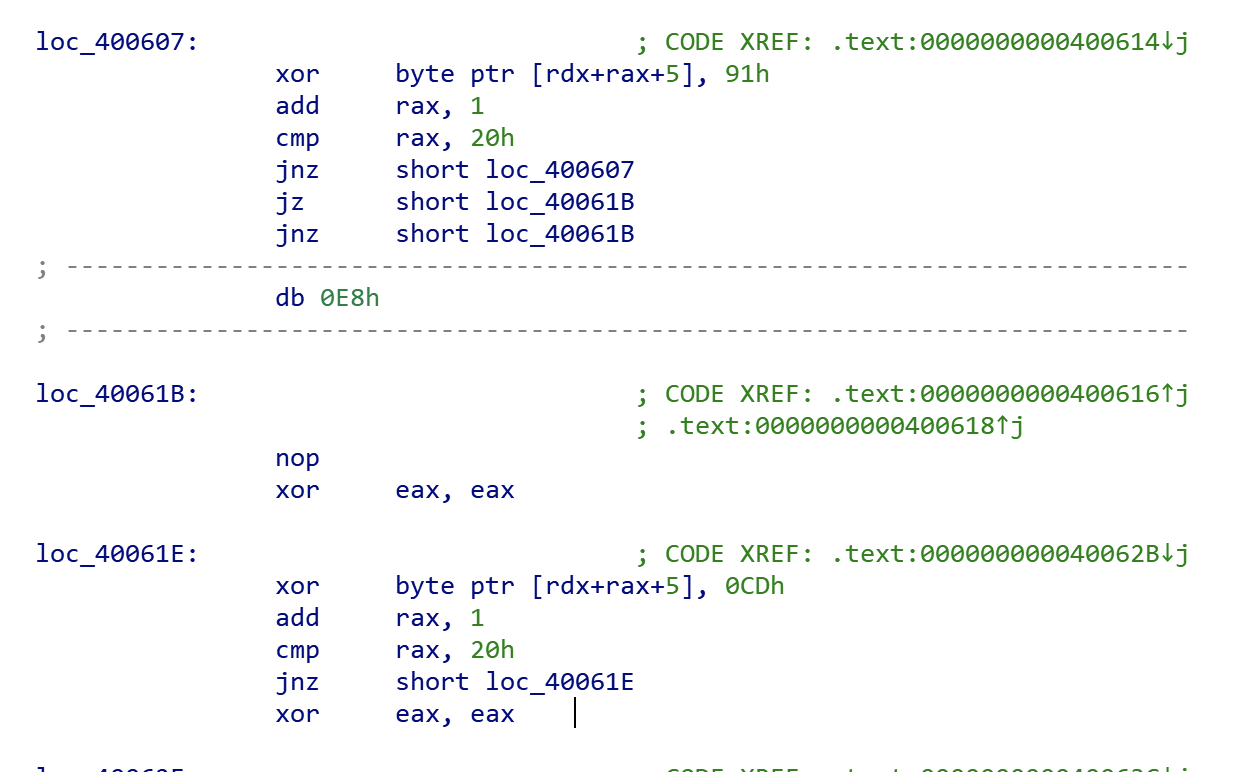 loc_400607: ; CODE XREF: .text:0000000000400614↓j
xor byte ptr [rdx+rax+5], 91h
add rax, 1
cmp rax, 20h
jnz short loc_400607
jz short loc_40061B
jnz short loc_40061B
; ---------------------------------------------------------------------------
db 0E8h
; ---------------------------------------------------------------------------
loc_40061B: ; CODE XREF: .text:0000000000400616↑j
; .text:0000000000400618↑j
nop
xor eax, eax
loc_40061E: ; CODE XREF: .text:000000000040062B↓j
xor byte ptr [rdx+rax+5], 0CDh
add rax, 1
cmp rax, 20h
jnz short loc_40061E
xor eax, eax